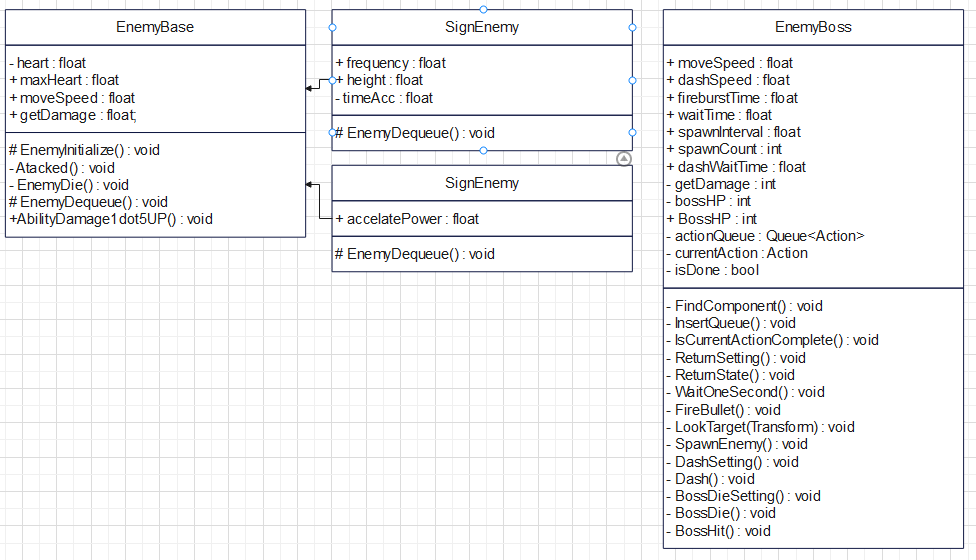 EnemyBase
- heart : float
+ maxHeart : float
+ moveSpeed : float
+ getDamage : float;
# EnemyInitialize() : void
- Atacked() : void
- EnemyDie() : void
# EnemyDequeue() : void
+AbilityDamage1dot5UP() : void
SignEnemy
+ frequency : float
+ height : float
- timeAcc : float
# EnemyDequeue() : void
SignEnemy
+ accelatePower : float
# EnemyDequeue() : void
EnemyBoss
+ moveSpeed : float
+ dashSpeed : float
+ fireburstTime : float
+ waitTime : float
+ spawnInterval : float
+ spawnCount : int
+ dashWaitTime : float
- getDamage : int
- bossHP : int
+ BossHP : int
- actionQueue : Queue<Action>
- currentAction : Action
- isDone : bool
- FindComponent() : void
- InsertQueue() : void
- IsCurrentActionComplete() : void
- ReturnSetting() : void
- ReturnState() : void
- WaitOneSecond() : void
- FireBullet() : void
- LookTarget(Transform) : void
- SpawnEnemy() : void
- DashSetting() : void
- Dash() : void
- BossDieSetting() : void
- BossDie() : void
- BossHit() : void